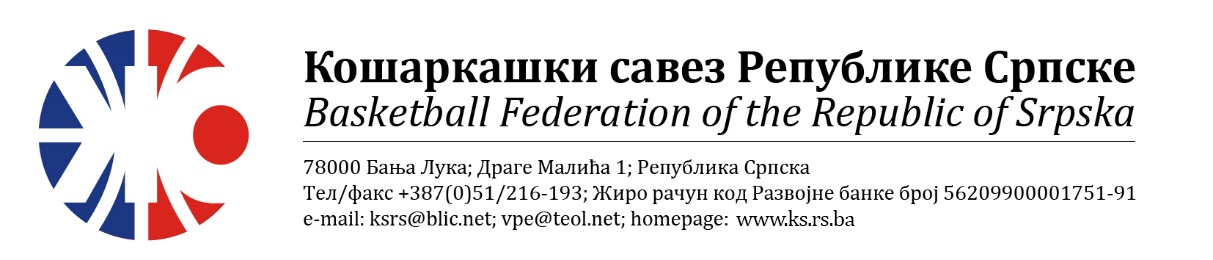 Кошаркашки савез Републике Српске
Basketball Federation of the Republic of Srpska
78000 Бања Лука; Драге Малића 1; Република Српска
Тел/факс +387(0)51/216-193; Жиро рачун код Развојне банке број 56209900001751-91
e-mail: ksrs@blic.net; vpe@teol.net; homepage: www.ks.rs.ba